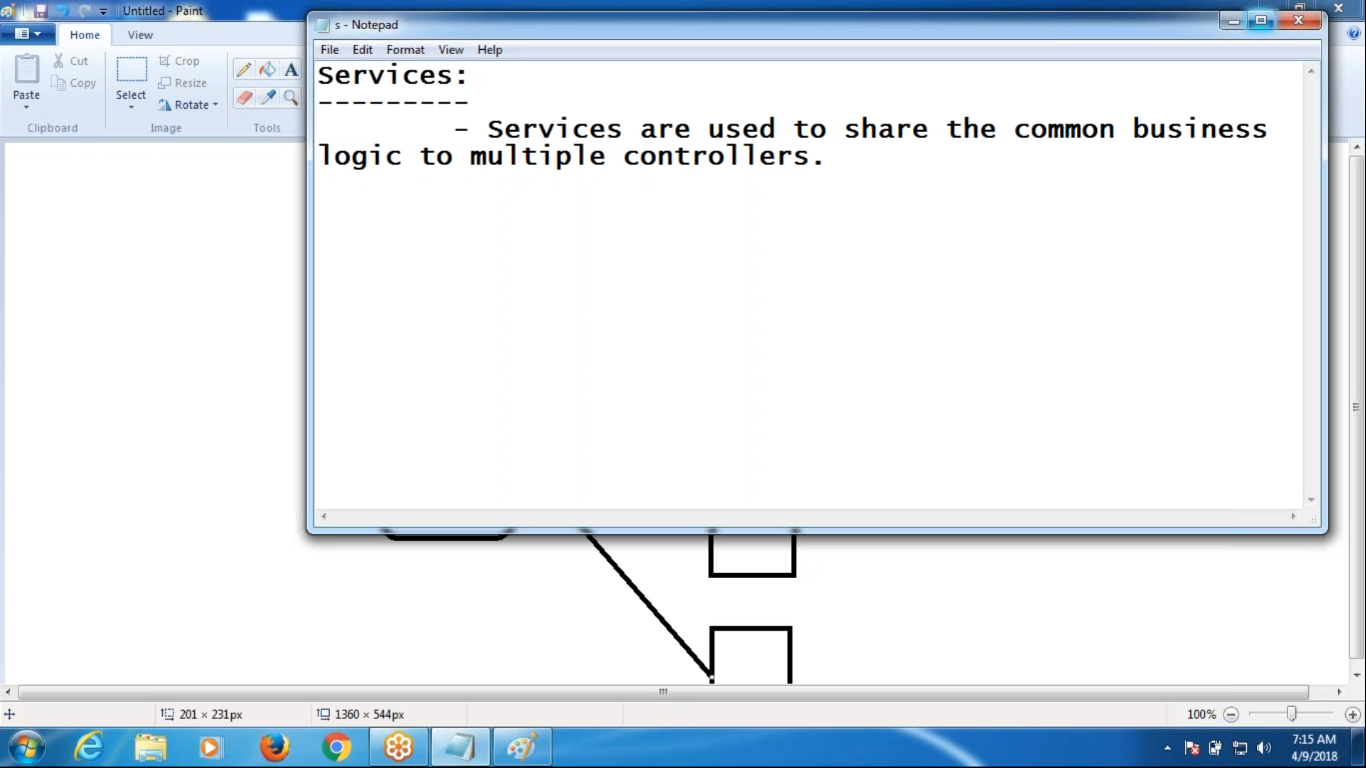 Untitled - Paint
s - Notepad
Home View
File Edit Format View Help
Paste
Cut
Copy
Select
Crop
Resize
Rotate
Clipboard Image Tools
Services:
---------
- Services are used to share the common business
logic to multiple controllers.
201 × 231px 1360 × 544px 100%
7:15 AM
4/9/2018